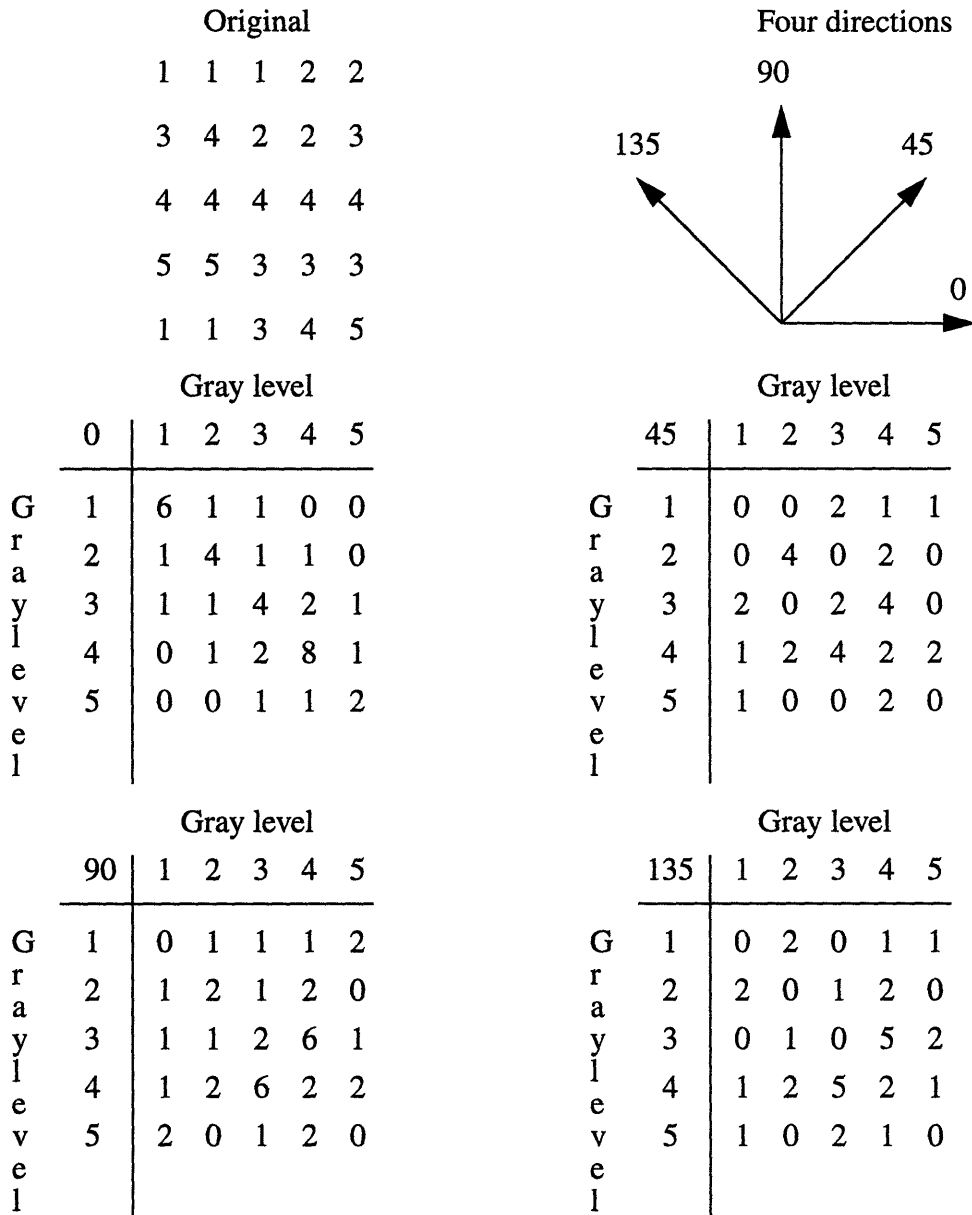 Original
1 1 1 2 2
3 4 2 2 3
4 4 4 4 4
5 5 3 3 3
1 1 3 4 5
Four directions
90
135
45
0
Gray level
0 1 2 3 4 5
Gray level
1 6 1 1 0 0
2 1 4 1 1 0
3 1 1 4 2 1
4 0 1 2 8 1
5 0 0 1 1 2
Gray level
45 1 2 3 4 5
Gray level
1 0 0 2 1 1
2 0 4 0 2 0
3 2 0 2 4 0
4 1 2 4 2 2
5 1 0 0 2 0
Gray level
90 1 2 3 4 5
Gray level
1 0 1 1 1 2
2 1 2 1 2 0
3 1 1 2 6 1
4 1 2 6 2 2
5 2 0 1 2 0
Gray level
135 1 2 3 4 5
Gray level
1 0 2 0 1 1
2 2 0 1 2 0
3 0 1 0 5 2
4 1 2 5 2 1
5 1 0 2 1 0